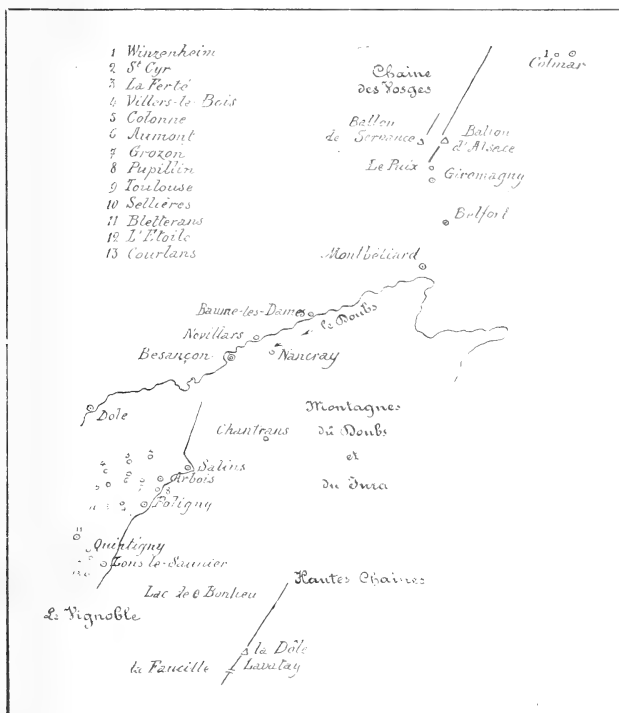 1 Winzenheim
2 St Cyr
3 La Ferté
4 Villers-le-Bois
5 Colonne
6 Aumont
7 Grozon
8 Pupillin
9 Toulouse
10 Sellières
11 Bletterans
12 L'Etoile
13 Courlans
Chaine
des Vosges
1
Colmar
Ballon
de Servance
Ballon
d'Alsace
Le Puix
Giromagny
Belfort
Montbéliard
Baume-les-Dames
le Doubs
Novillars
Besançon
Nancray
Dole
Chantrans
Montagnes
du Doubs
et
du Jura
Salins
Arbois
8
Poligny
11
Quintigny
Lons-le-Saunier
Le Vignoble
Lac de Bonlieu
Hautes Chaines
la Dôle
la Faucille
Lavatay